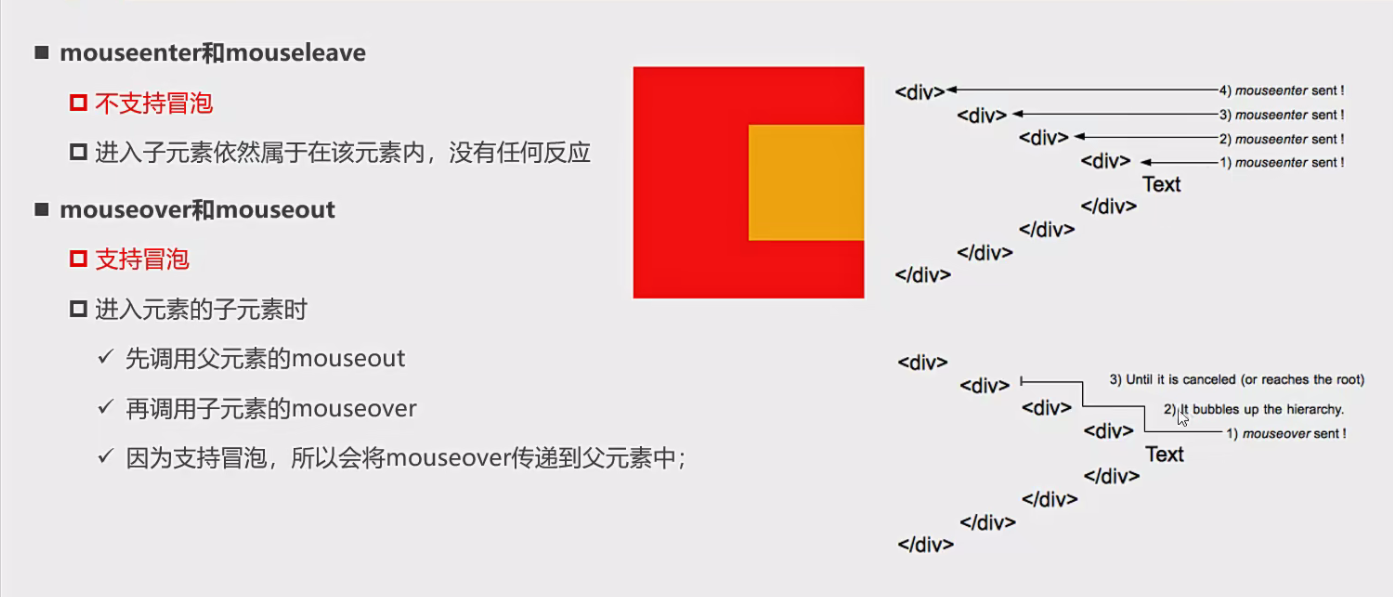 mouseenter和mouseleave
不支持冒泡
进入子元素依然属于在该元素内，没有任何反应
mouseover和mouseout
支持冒泡
进入元素的子元素时
先调用父元素的mouseout
再调用子元素的mouseover
因为支持冒泡，所以会将mouseover传递到父元素中；
<div> 4) mouseenter sent !
<div> 3) mouseenter sent !
<div> 2) mouseenter sent !
<div> 1) mouseenter sent !
Text
</div>
</div>
</div>
</div>
<div>
<div> 3) Until it is canceled (or reaches the root)
<div> 2) It bubbles up the hierarchy.
<div> 1) mouseover sent !
Text
</div>
</div>
</div>
</div>